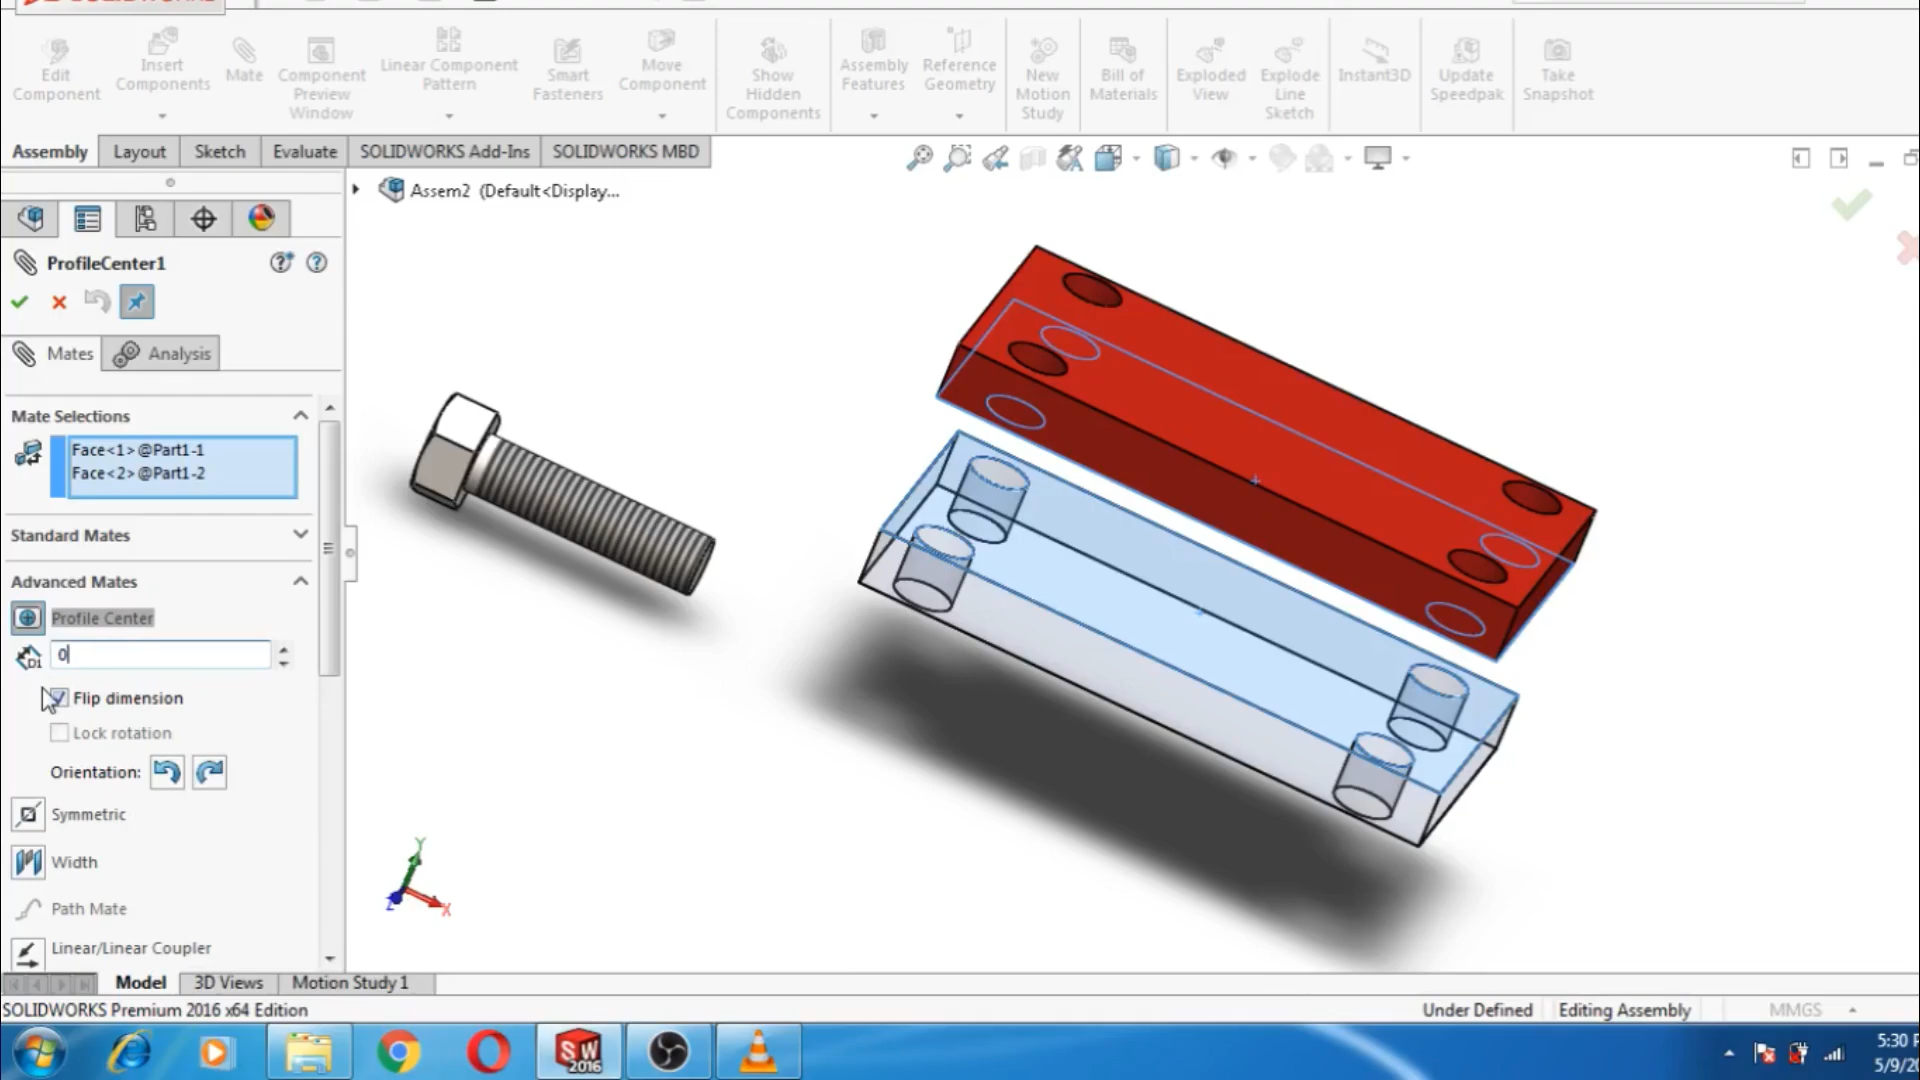 SOLIDWORKS
Edit Component
Insert Components
Mate
Component Preview Window
Linear Component Pattern
Smart Fasteners
Move Component
Show Hidden Components
Assembly Features
Reference Geometry
New Motion Study
Bill of Materials
Exploded View
Explode Line Sketch
Instant3D
Update Speedpak
Take Snapshot
Assembly
Layout
Sketch
Evaluate
SOLIDWORKS Add-Ins
SOLIDWORKS MBD
Assem2 (Default<Display...
ProfileCenter1
Mates
Analysis
Mate Selections
Face<1>@Part1-1
Face<2>@Part1-2
Standard Mates
Advanced Mates
Profile Center
D1
0
Flip dimension
Lock rotation
Orientation:
Symmetric
Width
Path Mate
Linear/Linear Coupler
Y
X
Z
Model
3D Views
Motion Study 1
SOLIDWORKS Premium 2016 x64 Edition
Under Defined
Editing Assembly
MMGS
SW
2016
5:30 P
5/9/20